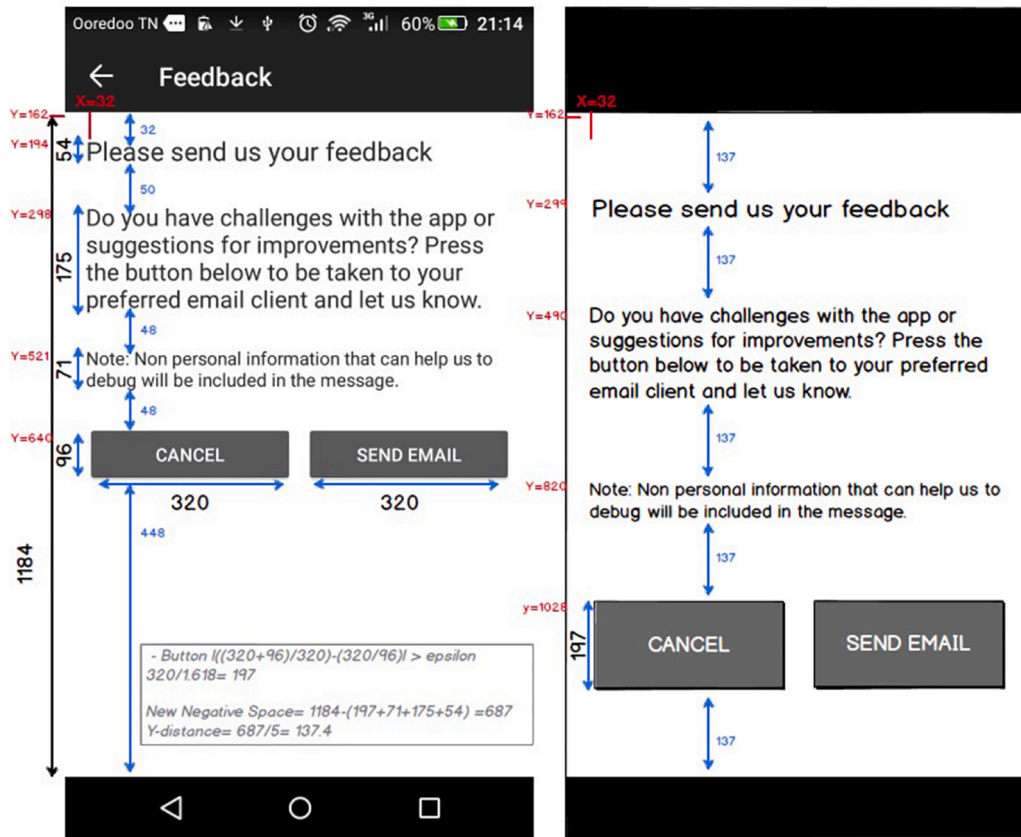 Ooredoo TN 3G 60% 21:14
Feedback
X=32
Y=162
32
Y=194
54
Please send us your feedback
50
Y=298
175
Do you have challenges with the app or
suggestions for improvements? Press
the button below to be taken to your
preferred email client and let us know.
48
Y=521
71
Note: Non personal information that can help us to
debug will be included in the message.
48
Y=640
96
CANCEL
SEND EMAIL
320
320
448
1184
- Button |((320+96)/320)-(320/96)| > epsilon
320/1.618= 197
New Negative Space= 1184-(197+71+175+54) =687
Y-distance= 687/5= 137.4
X=32
Y=162
137
Y=299
Please send us your feedback
137
Y=490
Do you have challenges with the app or
suggestions for improvements? Press the
button below to be taken to your preferred
email client and let us know.
137
Y=820
Note: Non personal information that can help us to
debug will be included in the message.
137
y=1028
197
CANCEL
SEND EMAIL
137